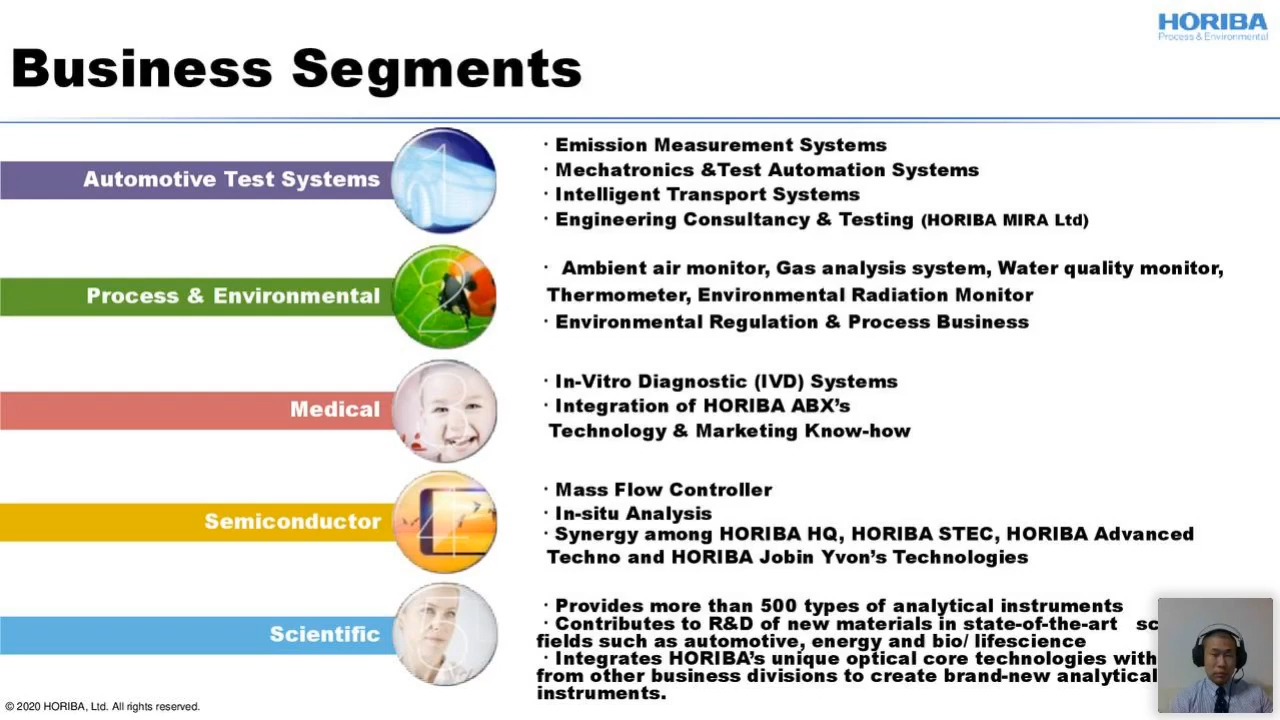 HORIBA
Process & Environmental
Business Segments
Automotive Test Systems
1
· Emission Measurement Systems
· Mechatronics &Test Automation Systems
· Intelligent Transport Systems
· Engineering Consultancy & Testing (HORIBA MIRA Ltd)
Process & Environmental
2
· Ambient air monitor, Gas analysis system, Water quality monitor,
Thermometer, Environmental Radiation Monitor
· Environmental Regulation & Process Business
Medical
3
· In-Vitro Diagnostic (IVD) Systems
· Integration of HORIBA ABX’s
Technology & Marketing Know-how
Semiconductor
4
· Mass Flow Controller
· In-situ Analysis
· Synergy among HORIBA HQ, HORIBA STEC, HORIBA Advanced
Techno and HORIBA Jobin Yvon’s Technologies
Scientific
5
· Provides more than 500 types of analytical instruments
· Contributes to R&D of new materials in state-of-the-art
fields such as automotive, energy and bio/ lifescience
· Integrates HORIBA’s unique optical core technologies with
from other business divisions to create brand-new analytical
instruments.
© 2020 HORIBA, Ltd. All rights reserved.